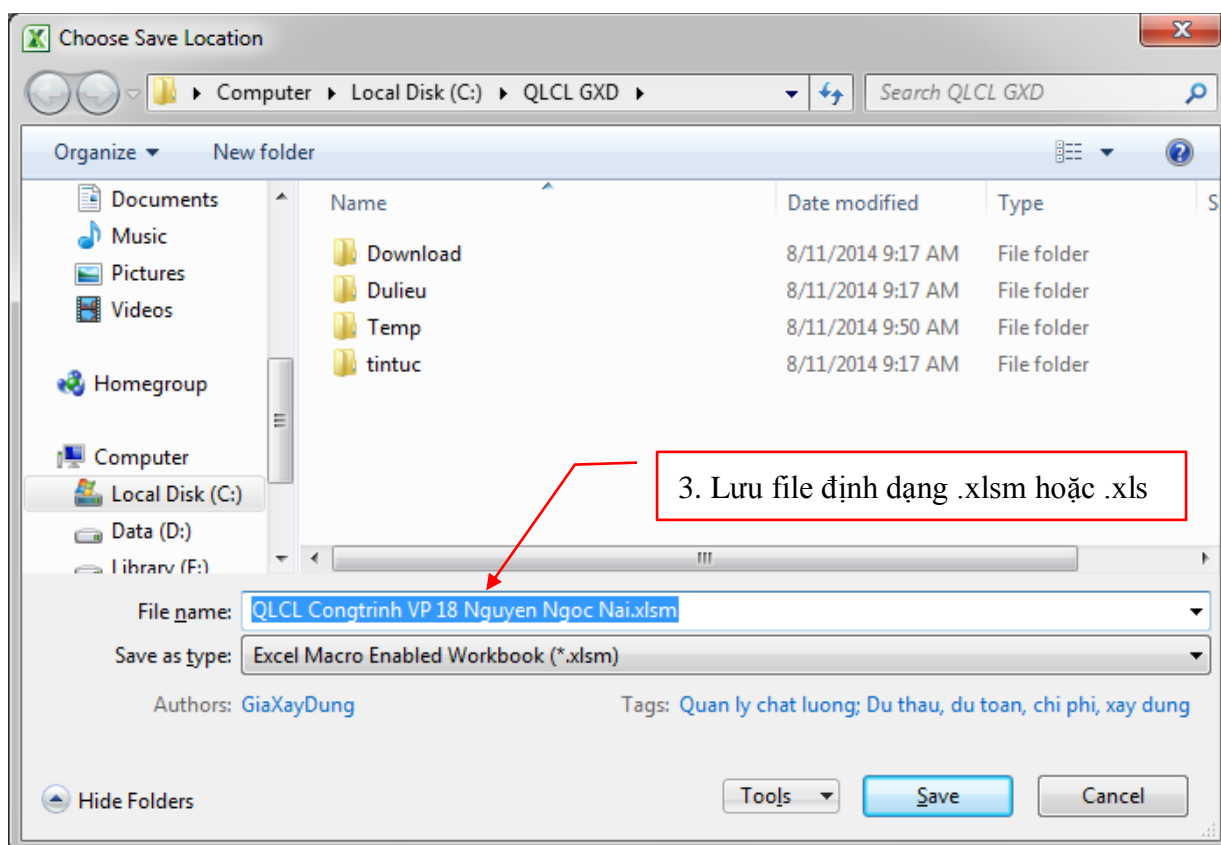 Choose Save Location
Computer Local Disk (C:) QLCL GXD Search QLCL GXD
Organize New folder
Documents
Music
Pictures
Videos
Homegroup
Computer
Local Disk (C:)
Data (D:)
Library (F:)
Name Date modified Type S
Download 8/11/2014 9:17 AM File folder
Dulieu 8/11/2014 9:17 AM File folder
Temp 8/11/2014 9:50 AM File folder
tintuc 8/11/2014 9:17 AM File folder
3. Lưu file định dạng .xlsm hoặc .xls
File name: QLCL Congtrinh VP 18 Nguyen Ngoc Nai.xlsm
Save as type: Excel Macro Enabled Workbook (*.xlsm)
Authors: GiaXayDung Tags: Quan ly chat luong; Du thau, du toan, chi phi, xay dung
Hide Folders Tools Save Cancel